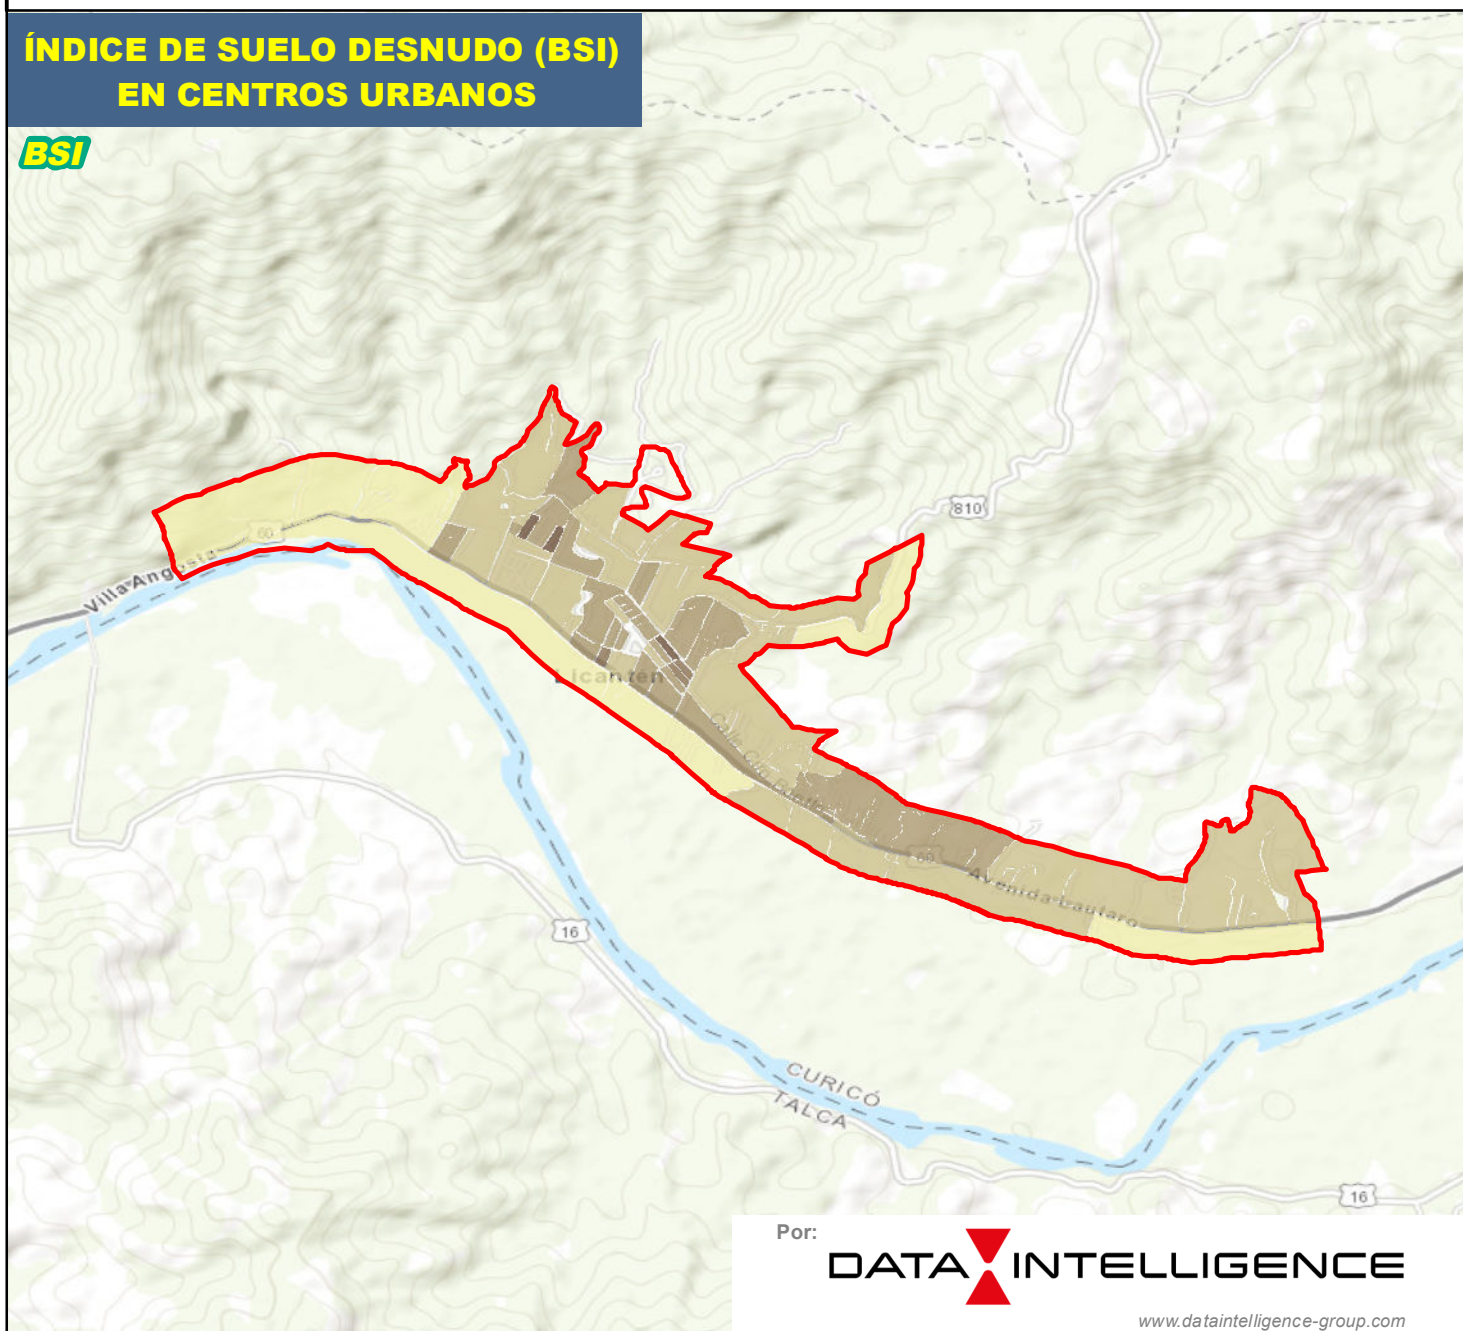 ÍNDICE DE SUELO DESNUDO (BSI)
EN CENTROS URBANOS
BSI
810
60
Villa Angosta
Licantén
60
Avenida Lautaro
16
CURICÓ
TALCA
16
Por:
DATA INTELLIGENCE
www.dataintelligence-group.com